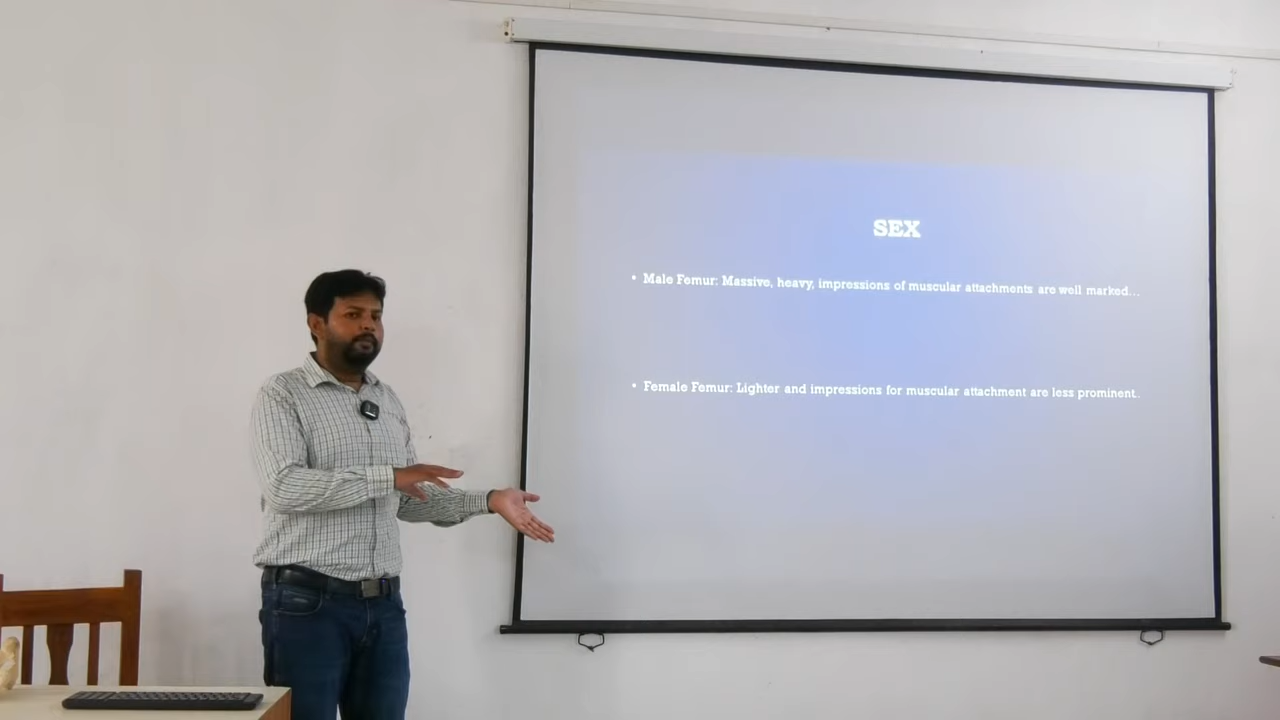 SEX
• Male Femur: Massive, heavy, impressions of muscular attachments are well marked...
• Female Femur: Lighter and impressions for muscular attachment are less prominent..